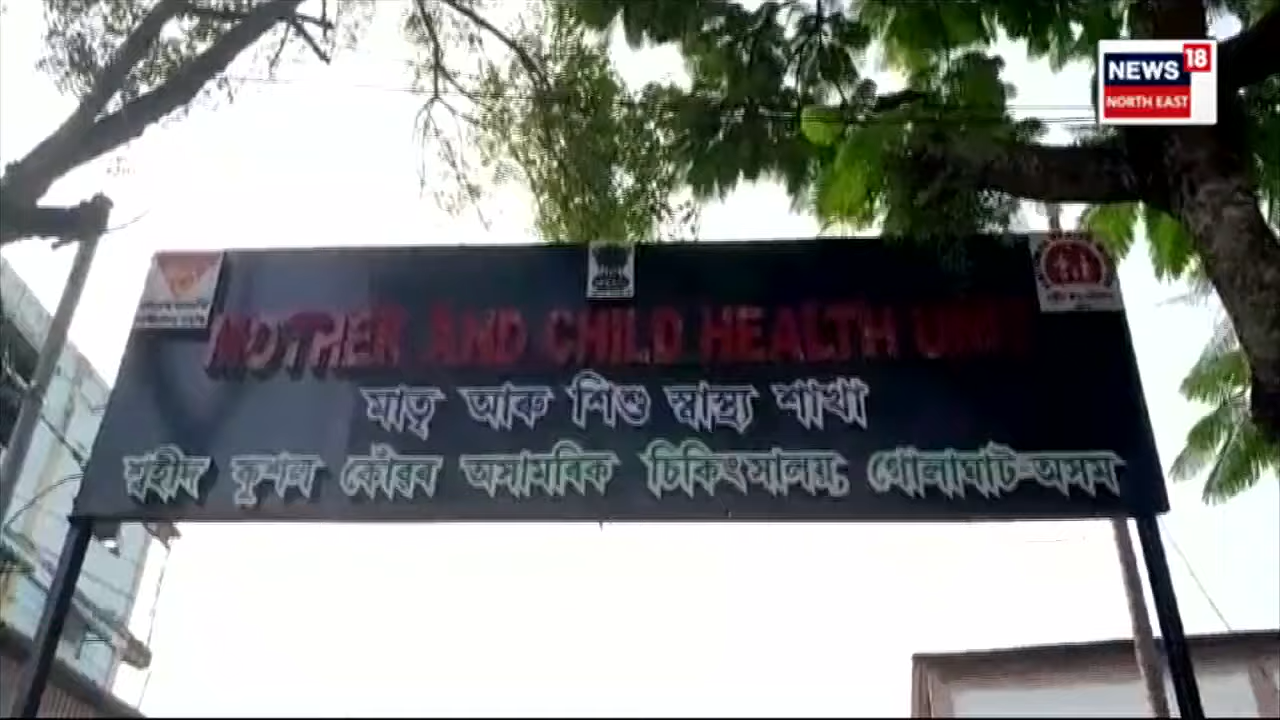 NEWS 18
NORTH EAST
MOTHER AND CHILD HEALTH UNIT
মাতৃ আৰু শিশু স্বাস্থ্য শাখা
শ্বহীদ কুশল কোঁৱৰ অসামৰিক চিকিৎসালয়, গোলাঘাট-অসম